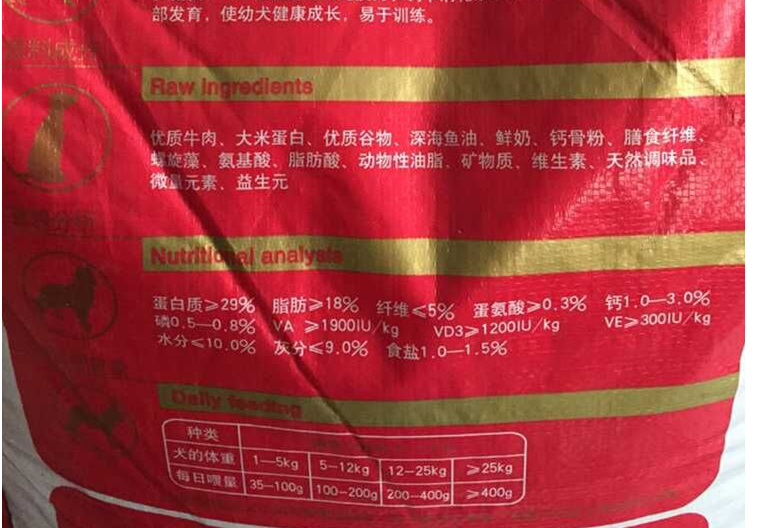 部发育，使幼犬健康成长，易于训练。
Raw Ingredients
优质牛肉、大米蛋白、优质谷物、深海鱼油、鲜奶、钙骨粉、膳食纤维、
螺旋藻、氨基酸、脂肪酸、动物性油脂、矿物质、维生素、天然调味品、
微量元素、益生元
Nutritional analysis
蛋白质≥29% 脂肪≥18% 纤维≤5% 蛋氨酸≥0.3% 钙1.0—3.0%
磷0.5—0.8% VA ≥1900IU/kg VD3≥1200IU/kg VE≥300IU/kg
水分≤10.0% 灰分≤9.0% 食盐1.0—1.5%
Daily feeding
种类
犬的体重 1—5kg 5—12kg 12—25kg ≥25kg
每日喂量 35—100g 100—200g 200—400g ≥400g